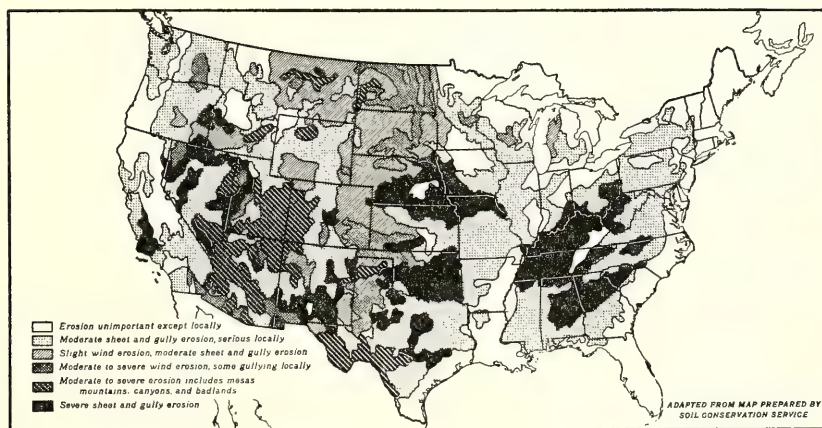 Erosion unimportant except locally
Moderate sheet and gully erosion, serious locally
Slight wind erosion, moderate sheet and gully erosion
Moderate to severe wind erosion, some gullying locally
Moderate to severe erosion includes mesas
mountains, canyons, and badlands
Severe sheet and gully erosion
ADAPTED FROM MAP PREPARED BY
SOIL CONSERVATION SERVICE